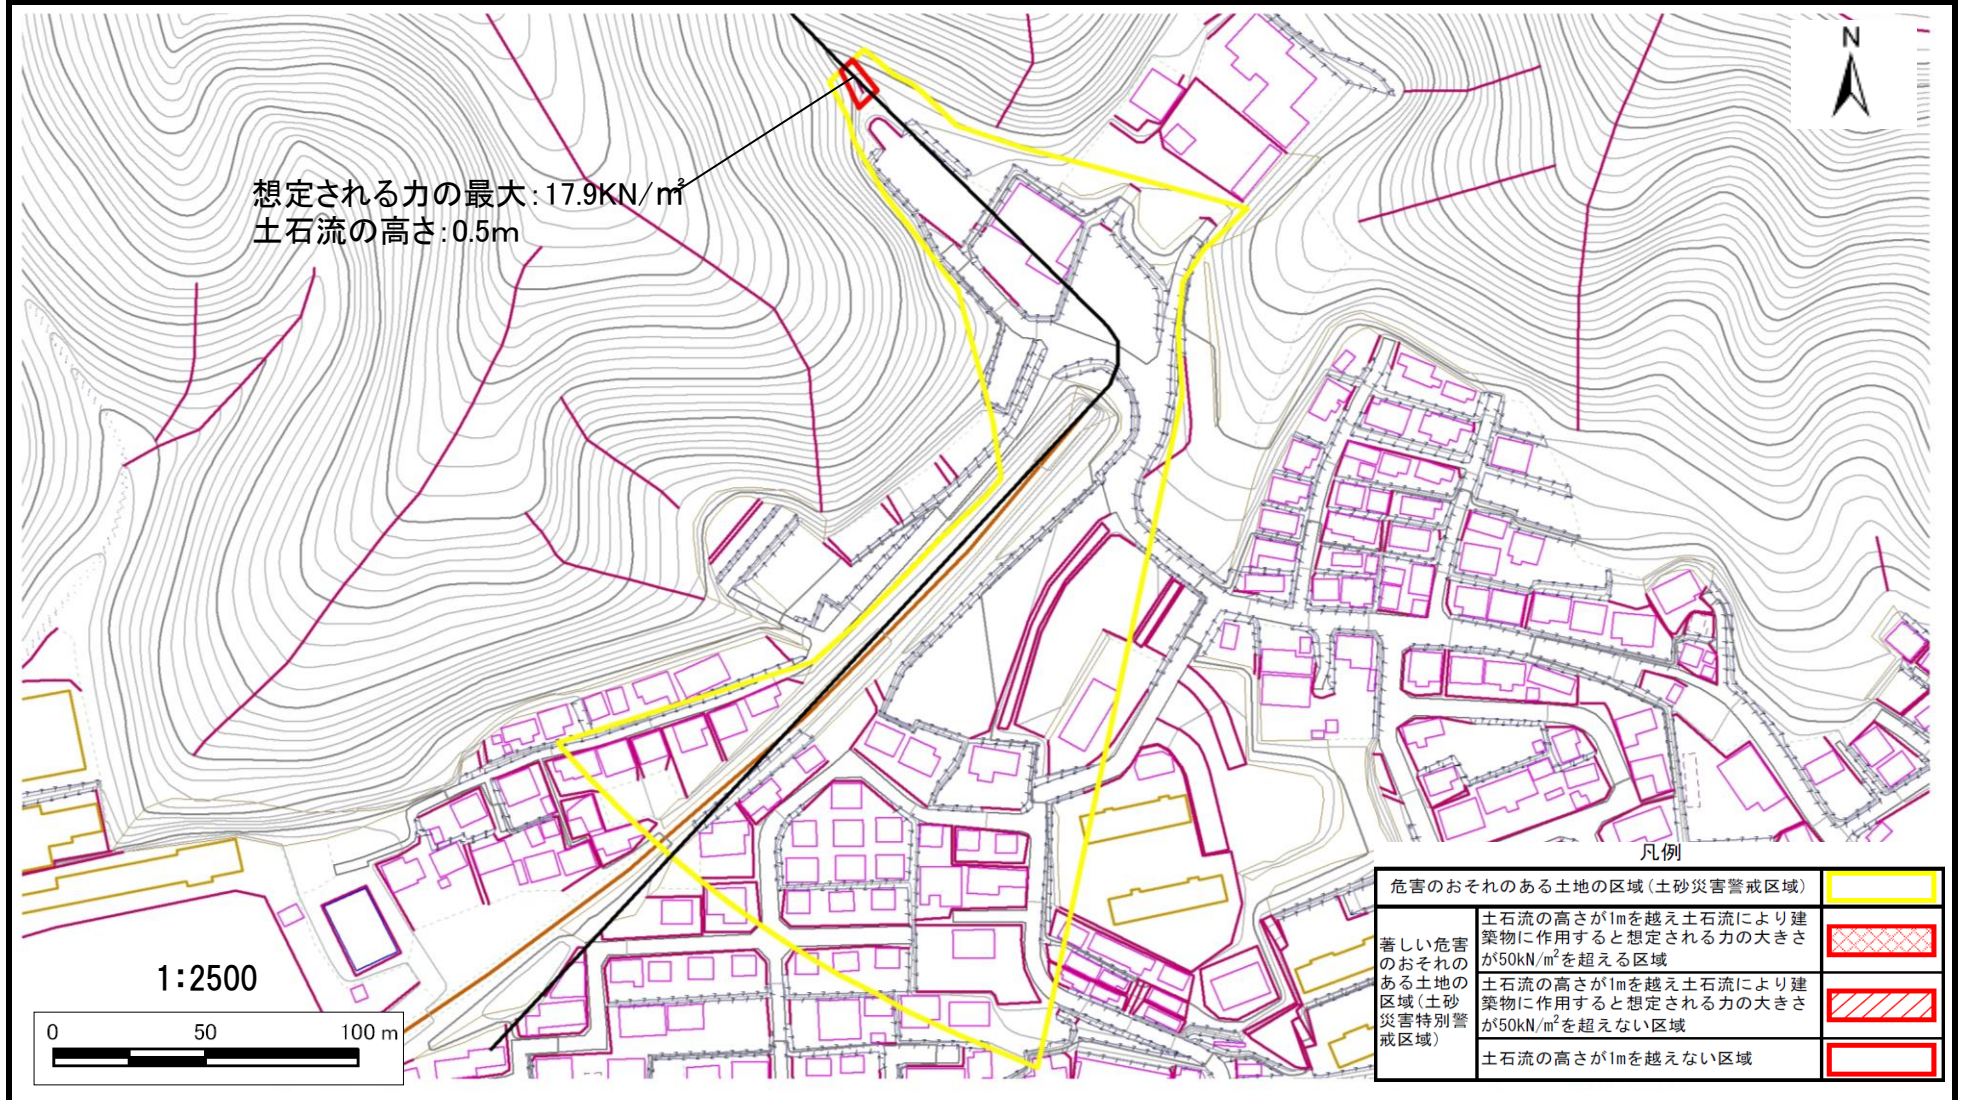 N
想定される力の最大:17.9KN/㎡
土石流の高さ:0.5m
1:2500
0 50 100 m
凡例
危害のおそれのある土地の区域(土砂災害警戒区域)
著しい危害
のおそれの
ある土地の
区域(土砂
災害特別警
戒区域)
土石流の高さが1mを越え土石流により建
築物に作用すると想定される力の大きさ
が50kN/㎡を超える区域
土石流の高さが1mを越え土石流により建
築物に作用すると想定される力の大きさ
が50kN/㎡を超えない区域
土石流の高さが1mを越えない区域